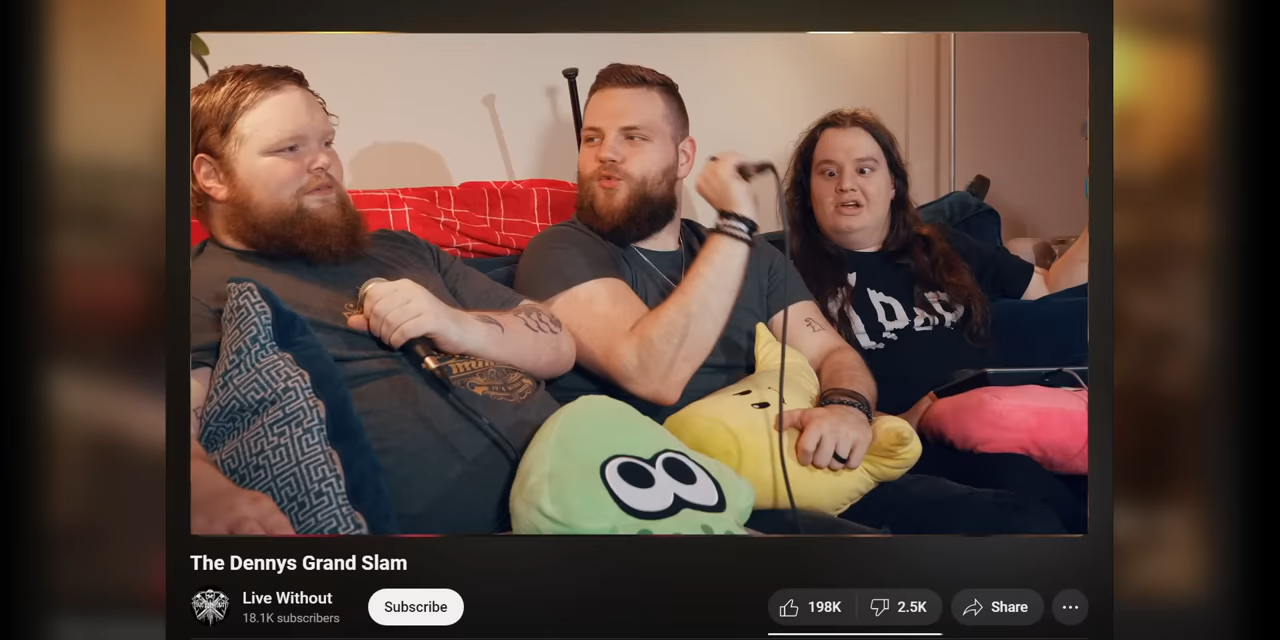 The Dennys Grand Slam
Live Without
18.1K subscribers
Subscribe
198K
2.5K
Share